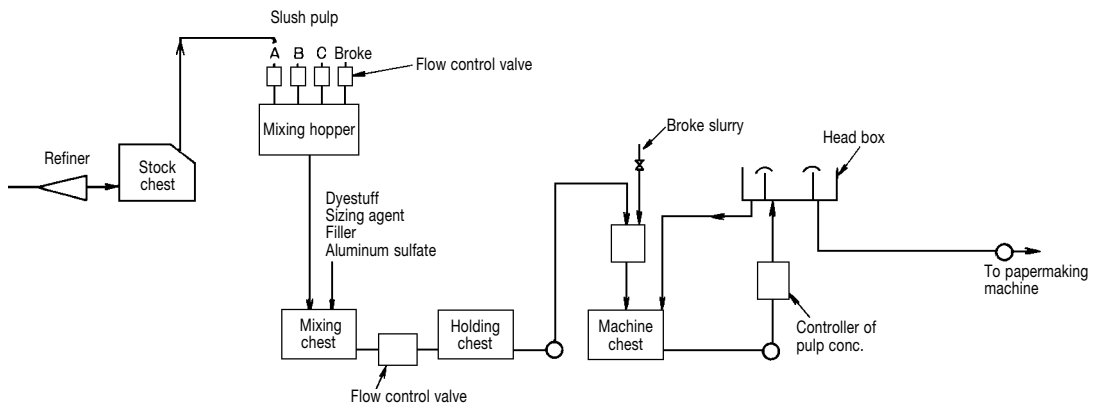 Slush pulp
A B C Broke
Flow control valve
Mixing hopper
Refiner
Stock
chest
Dyestuff
Sizing agent
Filler
Aluminum sulfate
Mixing
chest
Flow control valve
Holding
chest
Broke slurry
Machine
chest
Head box
Controller of
pulp conc.
To papermaking
machine